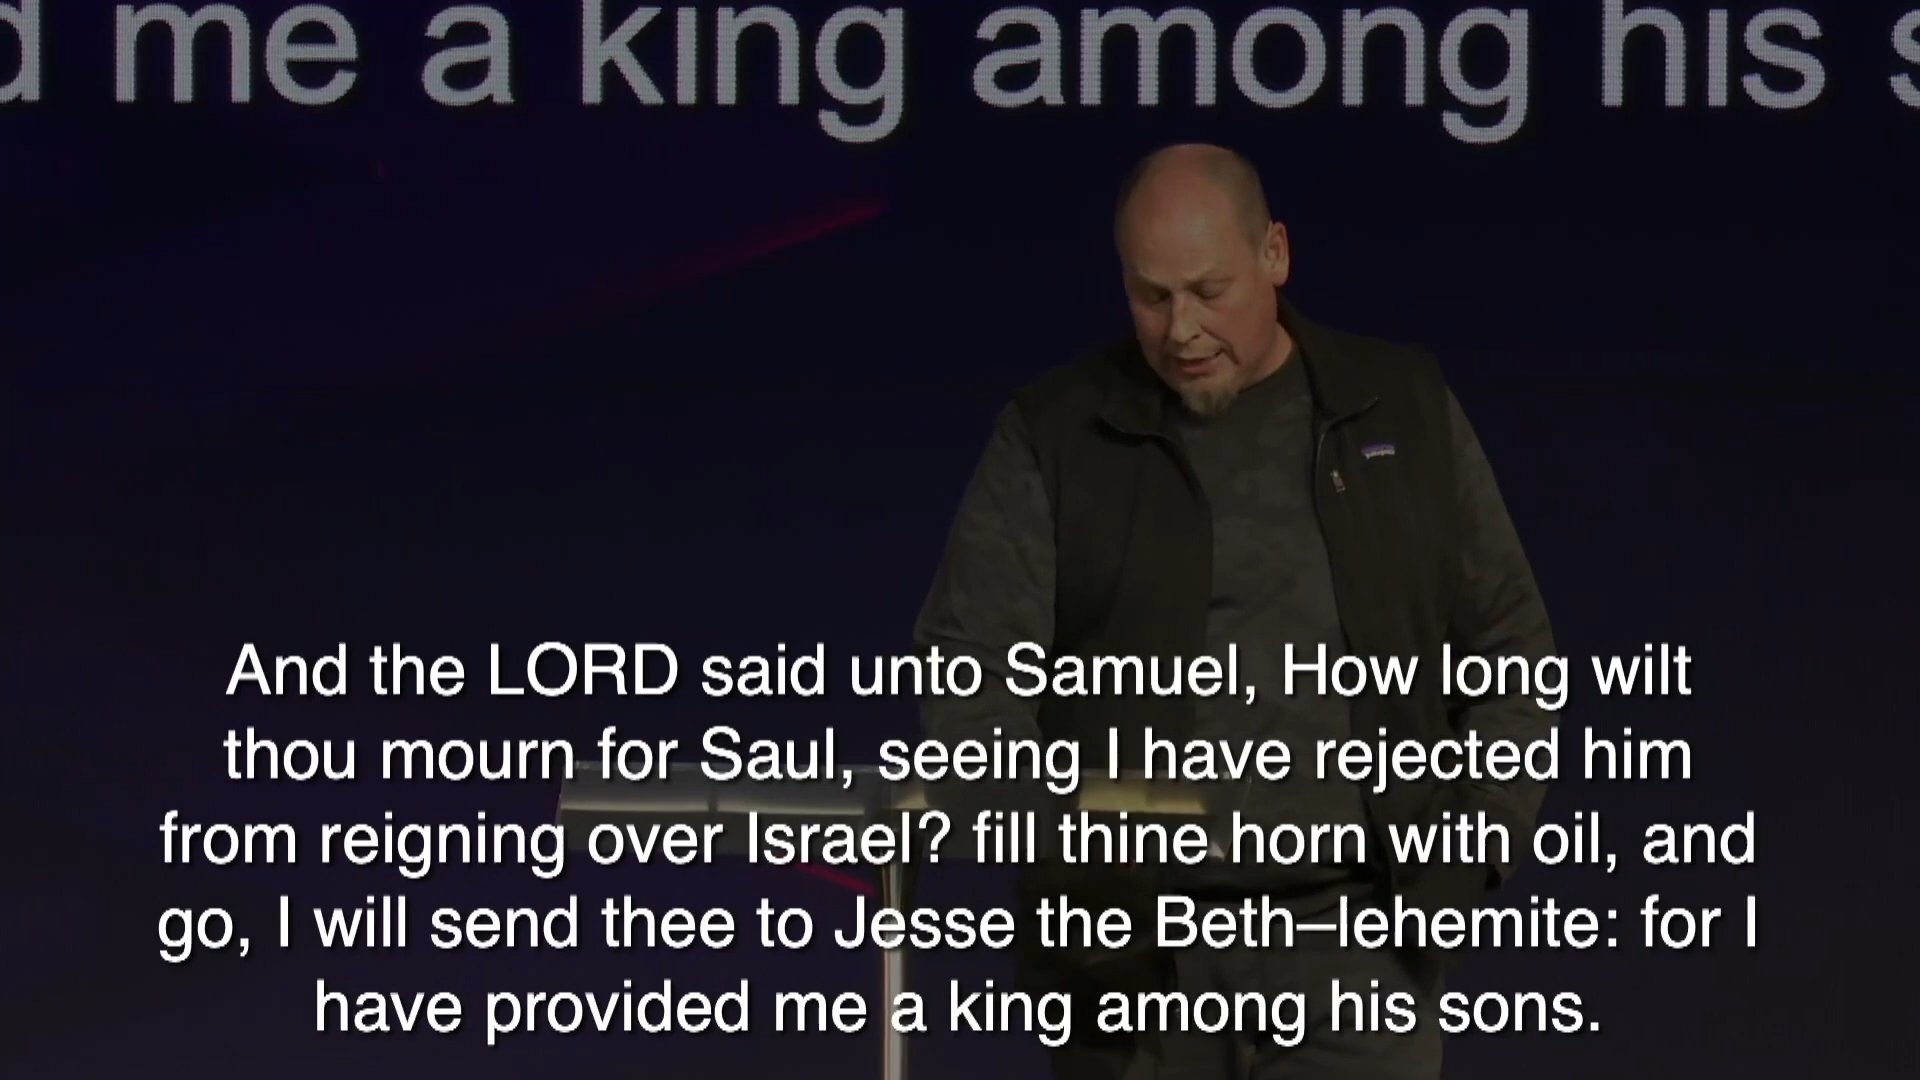 d me a king among his s
patagonia
And the LORD said unto Samuel, How long wilt
thou mourn for Saul, seeing I have rejected him
from reigning over Israel? fill thine horn with oil, and
go, I will send thee to Jesse the Beth–lehemite: for I
have provided me a king among his sons.